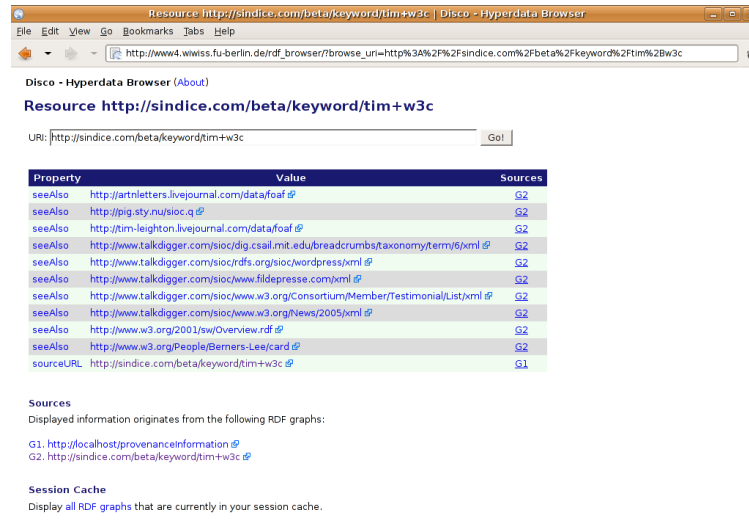 Resource http://sindice.com/beta/keyword/tim+w3c | Disco - Hyperdata Browser
File Edit View Go Bookmarks Tabs Help
http://www4.wiwiss.fu-berlin.de/rdf_browser/?browse_uri=http%3A%2F%2Fsindice.com%2Fbeta%2Fkeyword%2Ftim%2Bw3c
Disco - Hyperdata Browser (About)
Resource http://sindice.com/beta/keyword/tim+w3c
URI: http://sindice.com/beta/keyword/tim+w3c Go!
Property Value Sources
seeAlso http://artnletters.livejournal.com/data/foaf G2
seeAlso http://pig.sty.nu/sioc.q G2
seeAlso http://tim-leighton.livejournal.com/data/foaf G2
seeAlso http://www.talkdigger.com/sioc/dig.csail.mit.edu/breadcrumbs/taxonomy/term/6/xml G2
seeAlso http://www.talkdigger.com/sioc/rdfs.org/sioc/wordpress/xml G2
seeAlso http://www.talkdigger.com/sioc/www.fildepresse.com/xml G2
seeAlso http://www.talkdigger.com/sioc/www.w3.org/Consortium/Member/Testimonial/List/xml G2
seeAlso http://www.talkdigger.com/sioc/www.w3.org/News/2005/xml G2
seeAlso http://www.w3.org/2001/sw/Overview.rdf G2
seeAlso http://www.w3.org/People/Berners-Lee/card G2
sourceURL http://sindice.com/beta/keyword/tim+w3c G1
Sources
Displayed information originates from the following RDF graphs:
G1. http://localhost/provenanceInformation
G2. http://sindice.com/beta/keyword/tim+w3c
Session Cache
Display all RDF graphs that are currently in your session cache.